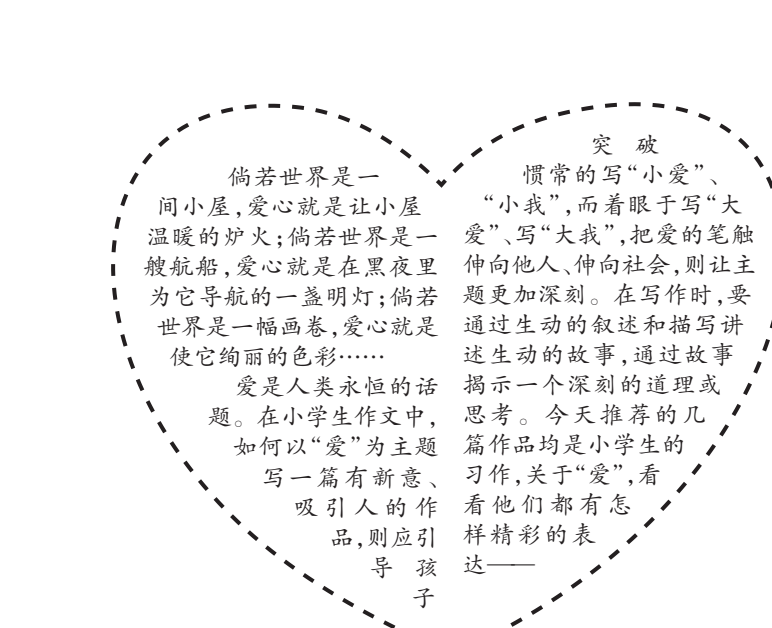 倘若世界是一
间小屋,爱心就是让小屋
温暖的炉火;倘若世界是一
艘航船,爱心就是在黑夜里
为它导航的一盏明灯;倘若
世界是一幅画卷,爱心就是
使它绚丽的色彩……
爱是人类永恒的话
题。在小学生作文中,
如何以“爱”为主题
写一篇有新意、
吸引人的作
品,则应引
导孩
子
突破
惯常的写“小爱”、
“小我”,而着眼于写“大
爱”、写“大我”,把爱的笔触
伸向他人、伸向社会,则让主
题更加深刻。在写作时,要
通过生动的叙述和描写讲
述生动的故事,通过故事
揭示一个深刻的道理或
思考。今天推荐的几
篇作品均是小学生的
习作,关于“爱”,看
看他们都有怎
样精彩的表
达——